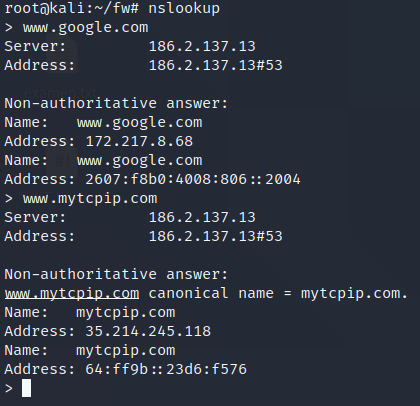 root@kali:~/fw# nslookup
> www.google.com
Server:         186.2.137.13
Address:        186.2.137.13#53

Non-authoritative answer:
Name:   www.google.com
Address: 172.217.8.68
Name:   www.google.com
Address: 2607:f8b0:4008:806::2004
> www.mytcpip.com
Server:         186.2.137.13
Address:        186.2.137.13#53

Non-authoritative answer:
www.mytcpip.com canonical name = mytcpip.com.
Name:   mytcpip.com
Address: 35.214.245.118
Name:   mytcpip.com
Address: 64:ff9b::23d6:f576
>